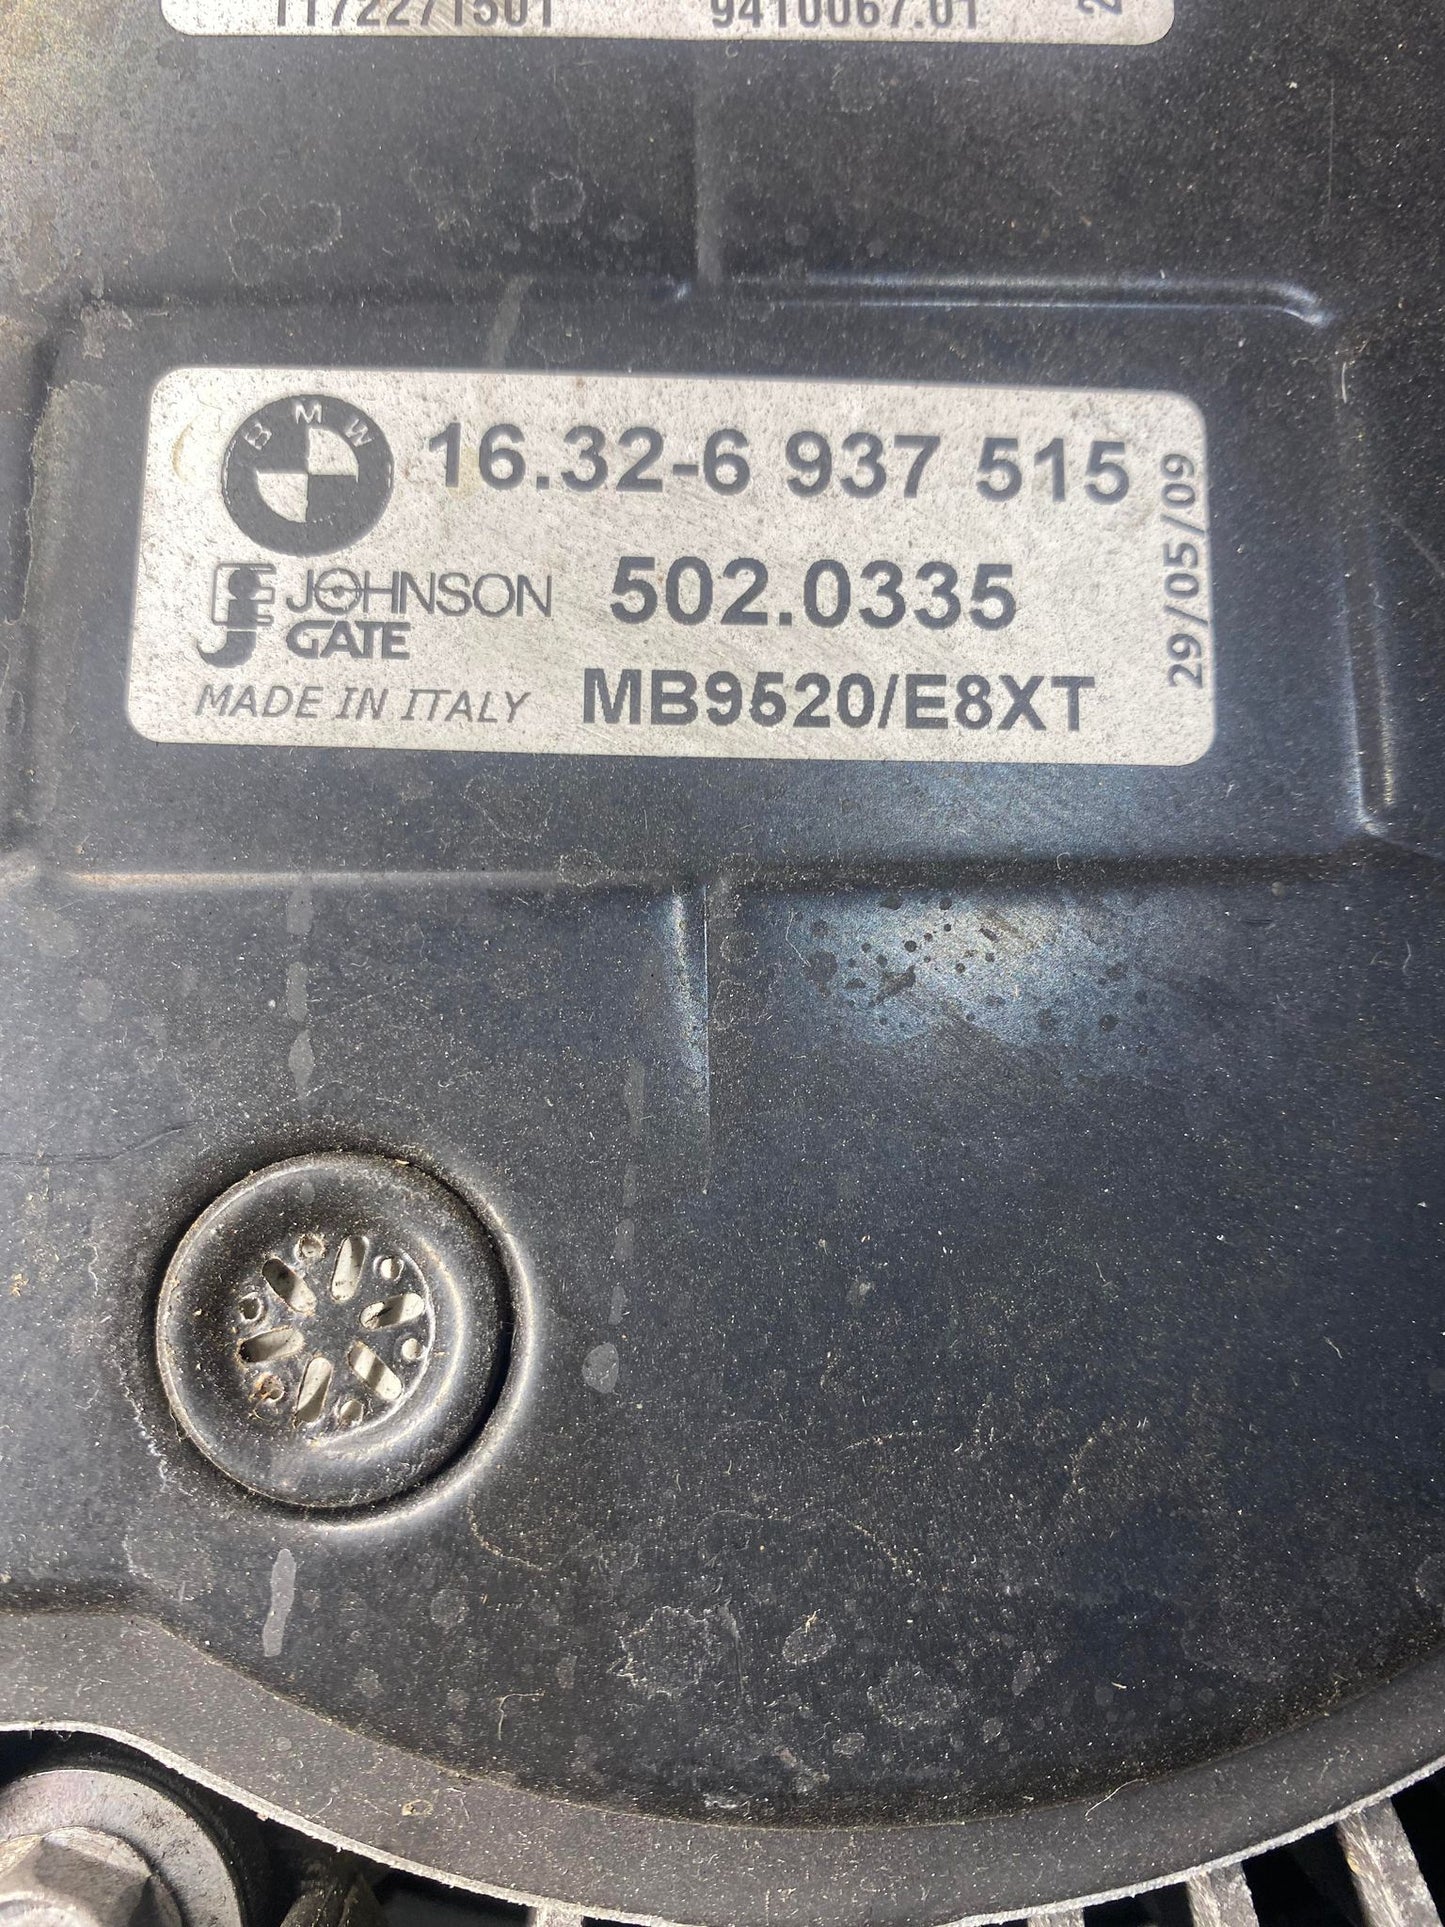 1172271501 9410067.01
BMW 16.32-6 937 515
JOHNSON 502.0335
GATE
MADE IN ITALY MB9520/E8XT
29/05/09